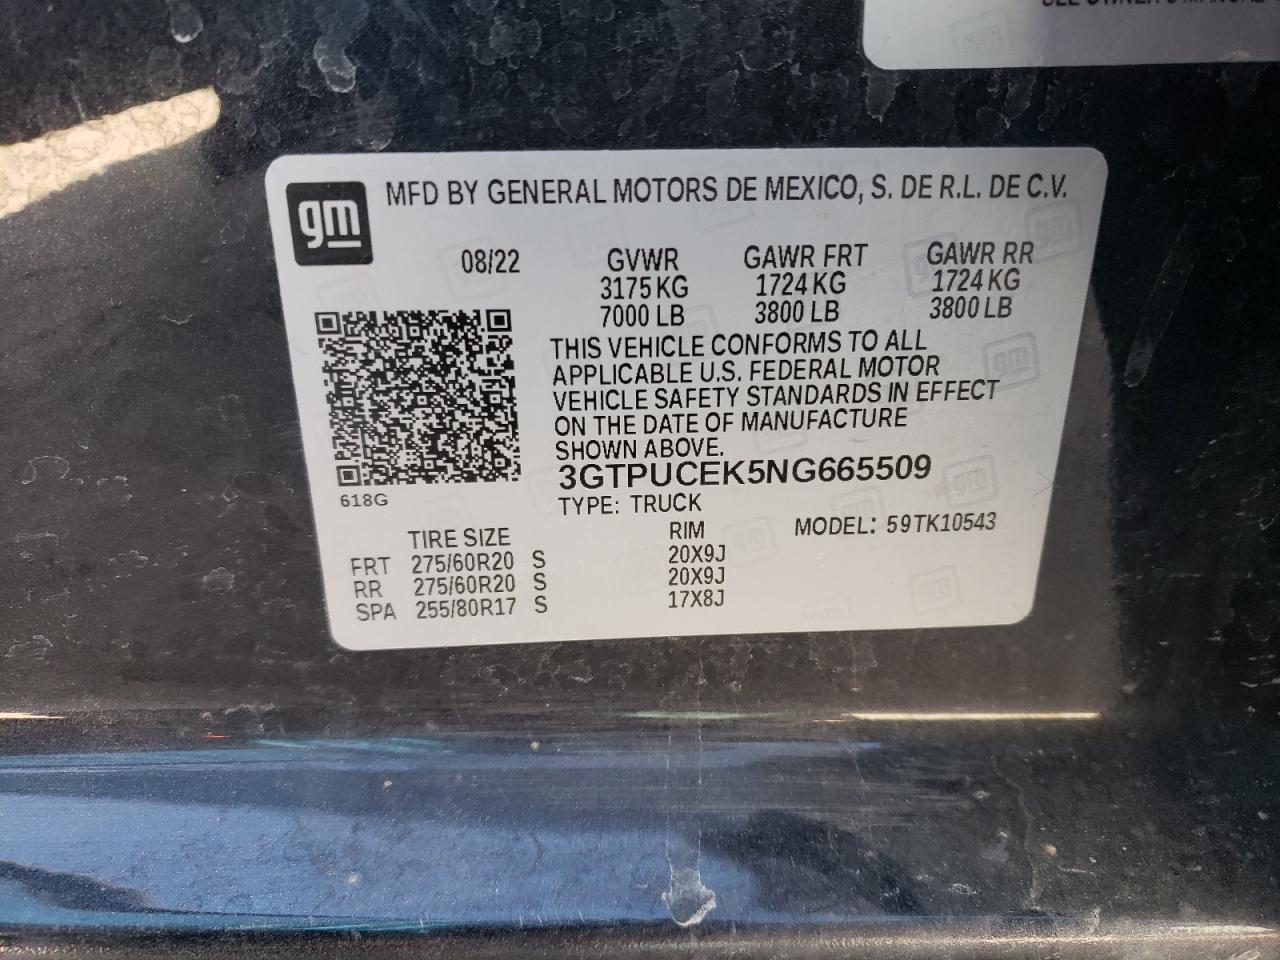 SEE OWNER'S MANUAL
gm
MFD BY GENERAL MOTORS DE MEXICO, S. DE R.L. DE C.V.
08/22 GVWR GAWR FRT GAWR RR
3175 KG 1724 KG 1724 KG
7000 LB 3800 LB 3800 LB
THIS VEHICLE CONFORMS TO ALL
APPLICABLE U.S. FEDERAL MOTOR
VEHICLE SAFETY STANDARDS IN EFFECT
ON THE DATE OF MANUFACTURE
SHOWN ABOVE.
3GTPUCEK5NG665509
618G
TYPE: TRUCK
TIRE SIZE RIM MODEL: 59TK10543
FRT 275/60R20 S 20X9J
RR 275/60R20 S 20X9J
SPA 255/80R17 S 17X8J